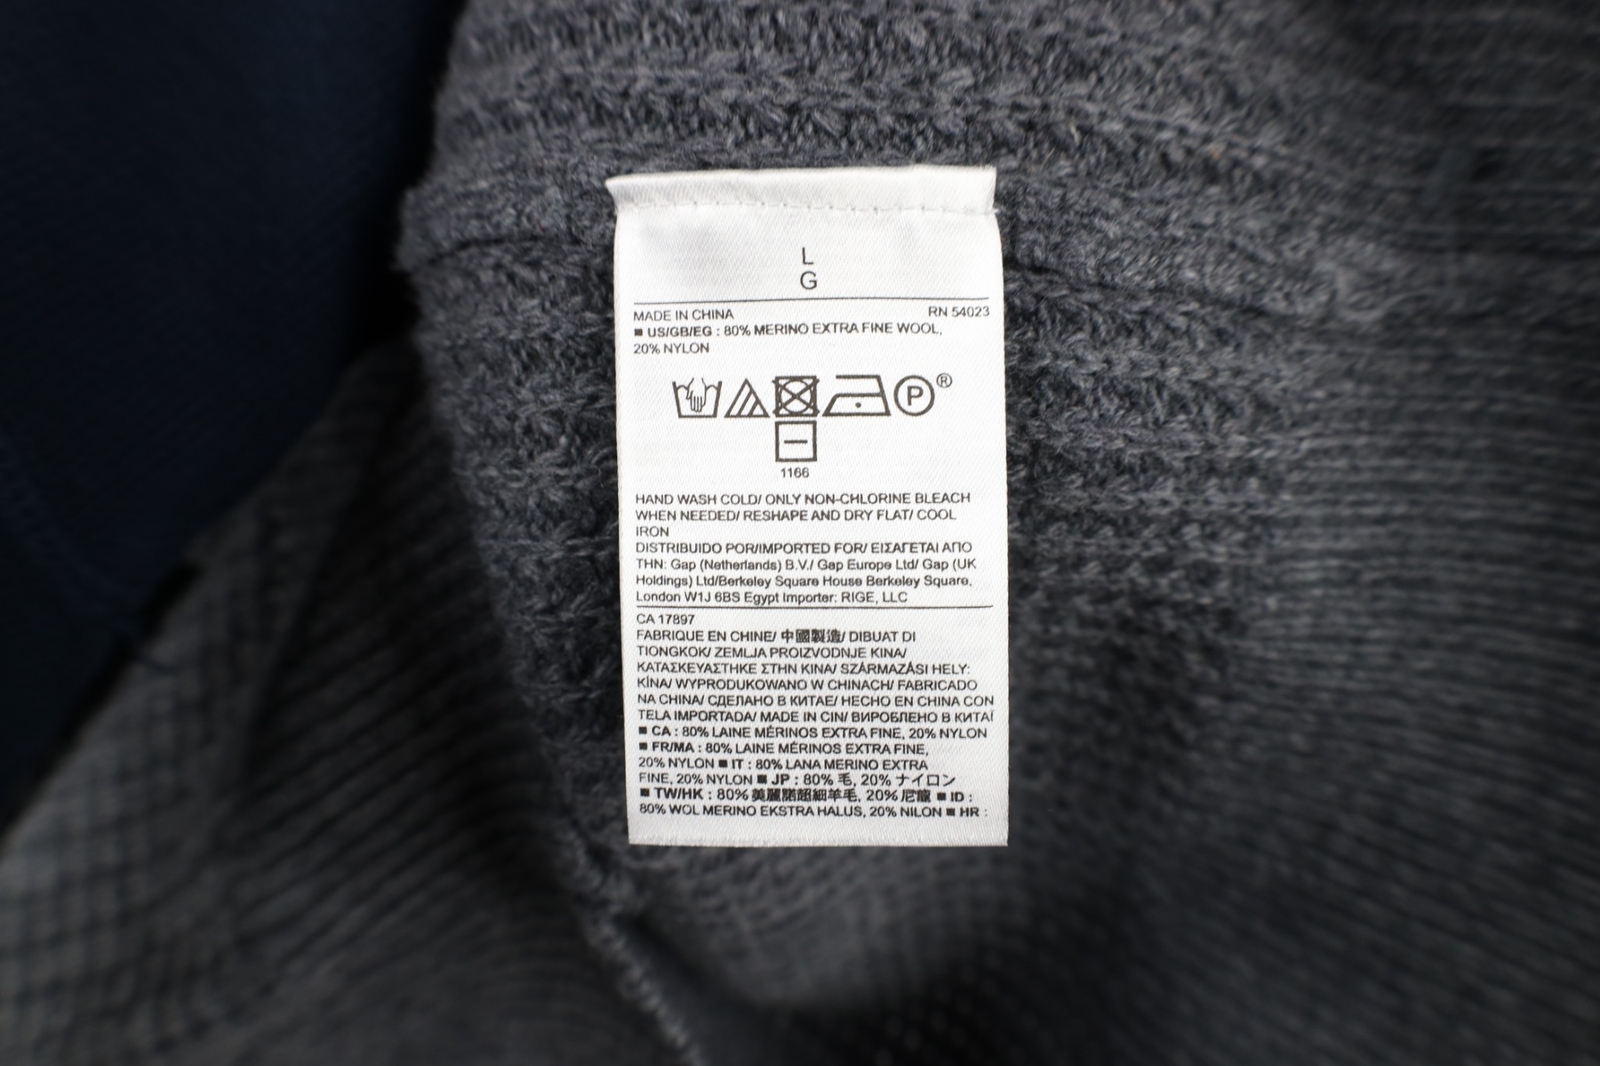 L
G
MADE IN CHINA RN 54023
■ US/GB/EG : 80% MERINO EXTRA FINE WOOL,
20% NYLON
P ®
1166
HAND WASH COLD/ ONLY NON-CHLORINE BLEACH
WHEN NEEDED/ RESHAPE AND DRY FLAT/ COOL
IRON
DISTRIBUIDO POR/IMPORTED FOR/ ΕΙΣΑΓΕΤΑΙ ΑΠΟ
ΤΗΝ: Gap (Netherlands) B.V./ Gap Europe Ltd/ Gap (UK
Holdings) Ltd/Berkeley Square House Berkeley Square,
London W1J 6BS Egypt Importer: RIGE, LLC
CA 17897
FABRIQUE EN CHINE/ 中國製造/ DIBUAT DI
TIONGKOK/ ZEMLJA PROIZVODNJE KINA/
ΚΑΤΑΣΚΕΥΑΣΤΗΚΕ ΣΤΗΝ ΚΙΝΑ/ SZÁRMAZÁSI HELY:
KÍNA/ WYPRODUKOWANO W CHINACH/ FABRICADO
NA CHINA/ СДЕЛАНО В КИТАЕ/ HECHO EN CHINA CON
TELA IMPORTADA/ MADE IN CIN/ ВИРОБЛЕНО В КИТАЇ
■ CA : 80% LAINE MÉRINOS EXTRA FINE, 20% NYLON
■ FR/MA : 80% LAINE MÉRINOS EXTRA FINE,
20% NYLON ■ IT : 80% LANA MERINO EXTRA
FINE, 20% NYLON ■ JP : 80% 毛, 20% ナイロン
■ TW/HK : 80% 美麗諾超細羊毛, 20% 尼龍 ■ ID :
80% WOL MERINO EKSTRA HALUS, 20% NILON ■ HR :